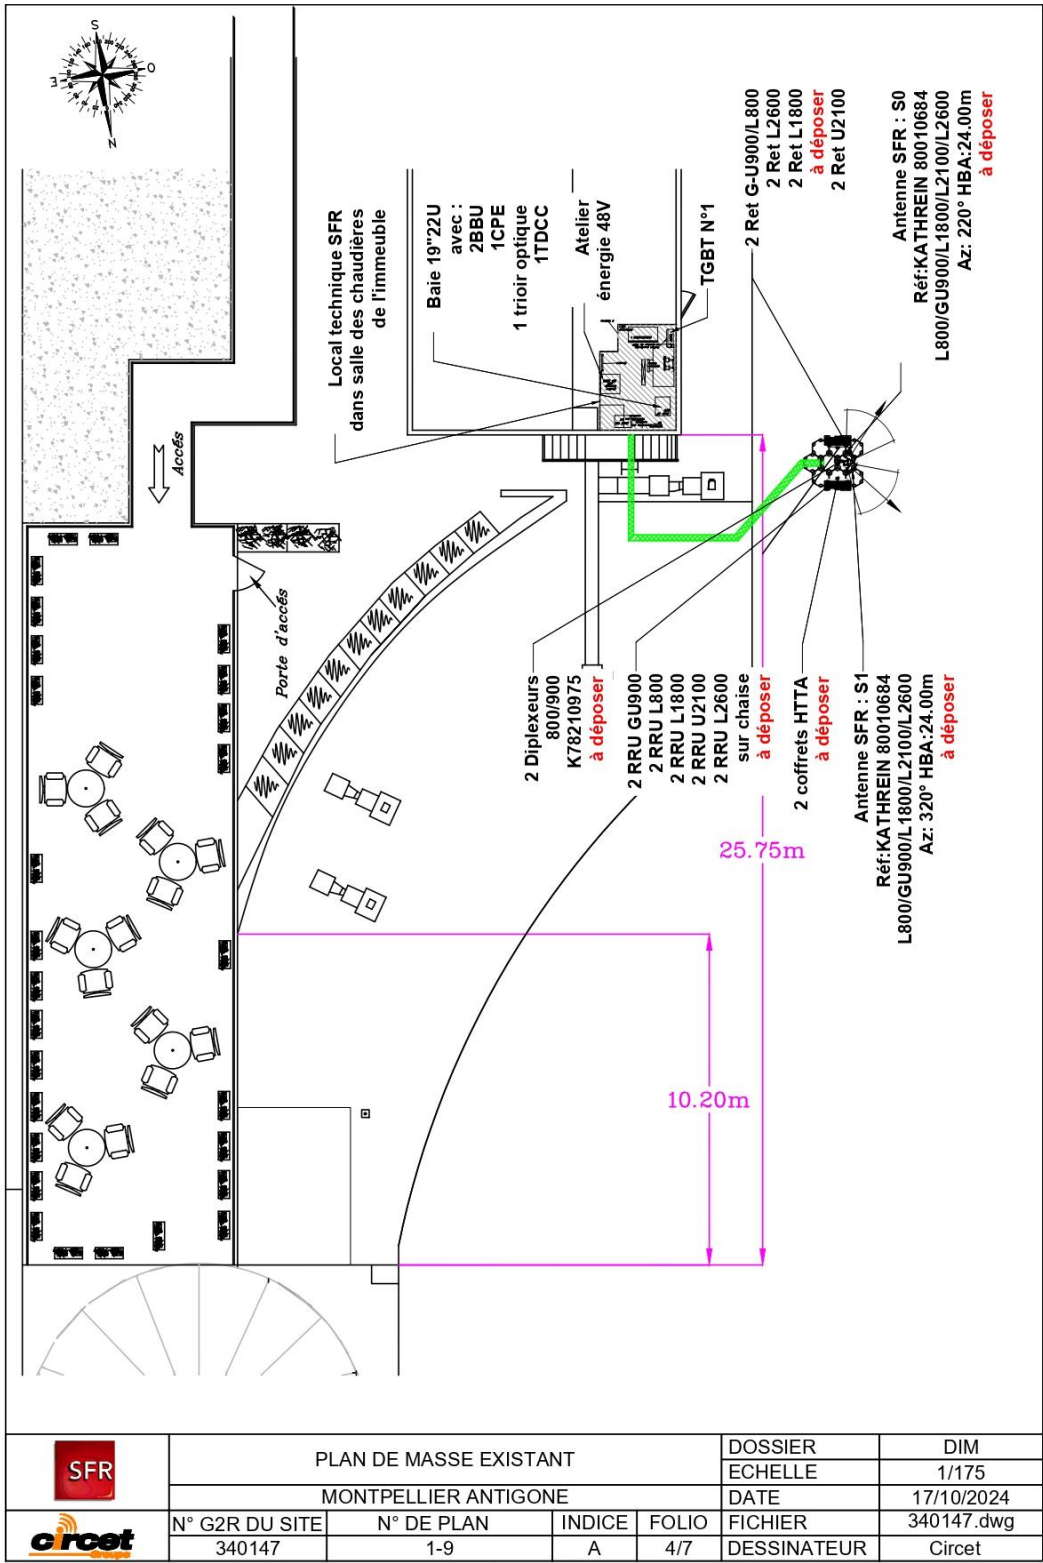 S
O
E
N
Accés
Porte d'accés
Local technique SFR
dans salle des chaudières
de l'immeuble
Baie 19"22U
avec :
2BBU
1CPE
1 trioir optique
1TDCC
Atelier
énergie 48V
TGBT N°1
2 Ret G-U900/L800
2 Ret L2600
2 Ret L1800
à déposer
2 Ret U2100
Antenne SFR : S0
Réf:KATHREIN 80010684
L800/GU900/L1800/L2100/L2600
Az: 220° HBA:24.00m
à déposer
2 Diplexeurs
800/900
K78210975
à déposer
2 RRU GU900
2 RRU L800
2 RRU L1800
2 RRU U2100
2 RRU L2600
sur chaise
à déposer
2 coffrets HTTA
à déposer
Antenne SFR : S1
Réf:KATHREIN 80010684
L800/GU900/L1800/L2100/L2600
Az: 320° HBA:24.00m
à déposer
25.75m
10.20m
SFR
circet
Groupe
PLAN DE MASSE EXISTANT
MONTPELLIER ANTIGONE
DOSSIER DIM
ECHELLE 1/175
DATE 17/10/2024
N° G2R DU SITE N° DE PLAN INDICE FOLIO FICHIER 340147.dwg
340147 1-9 A 4/7 DESSINATEUR Circet